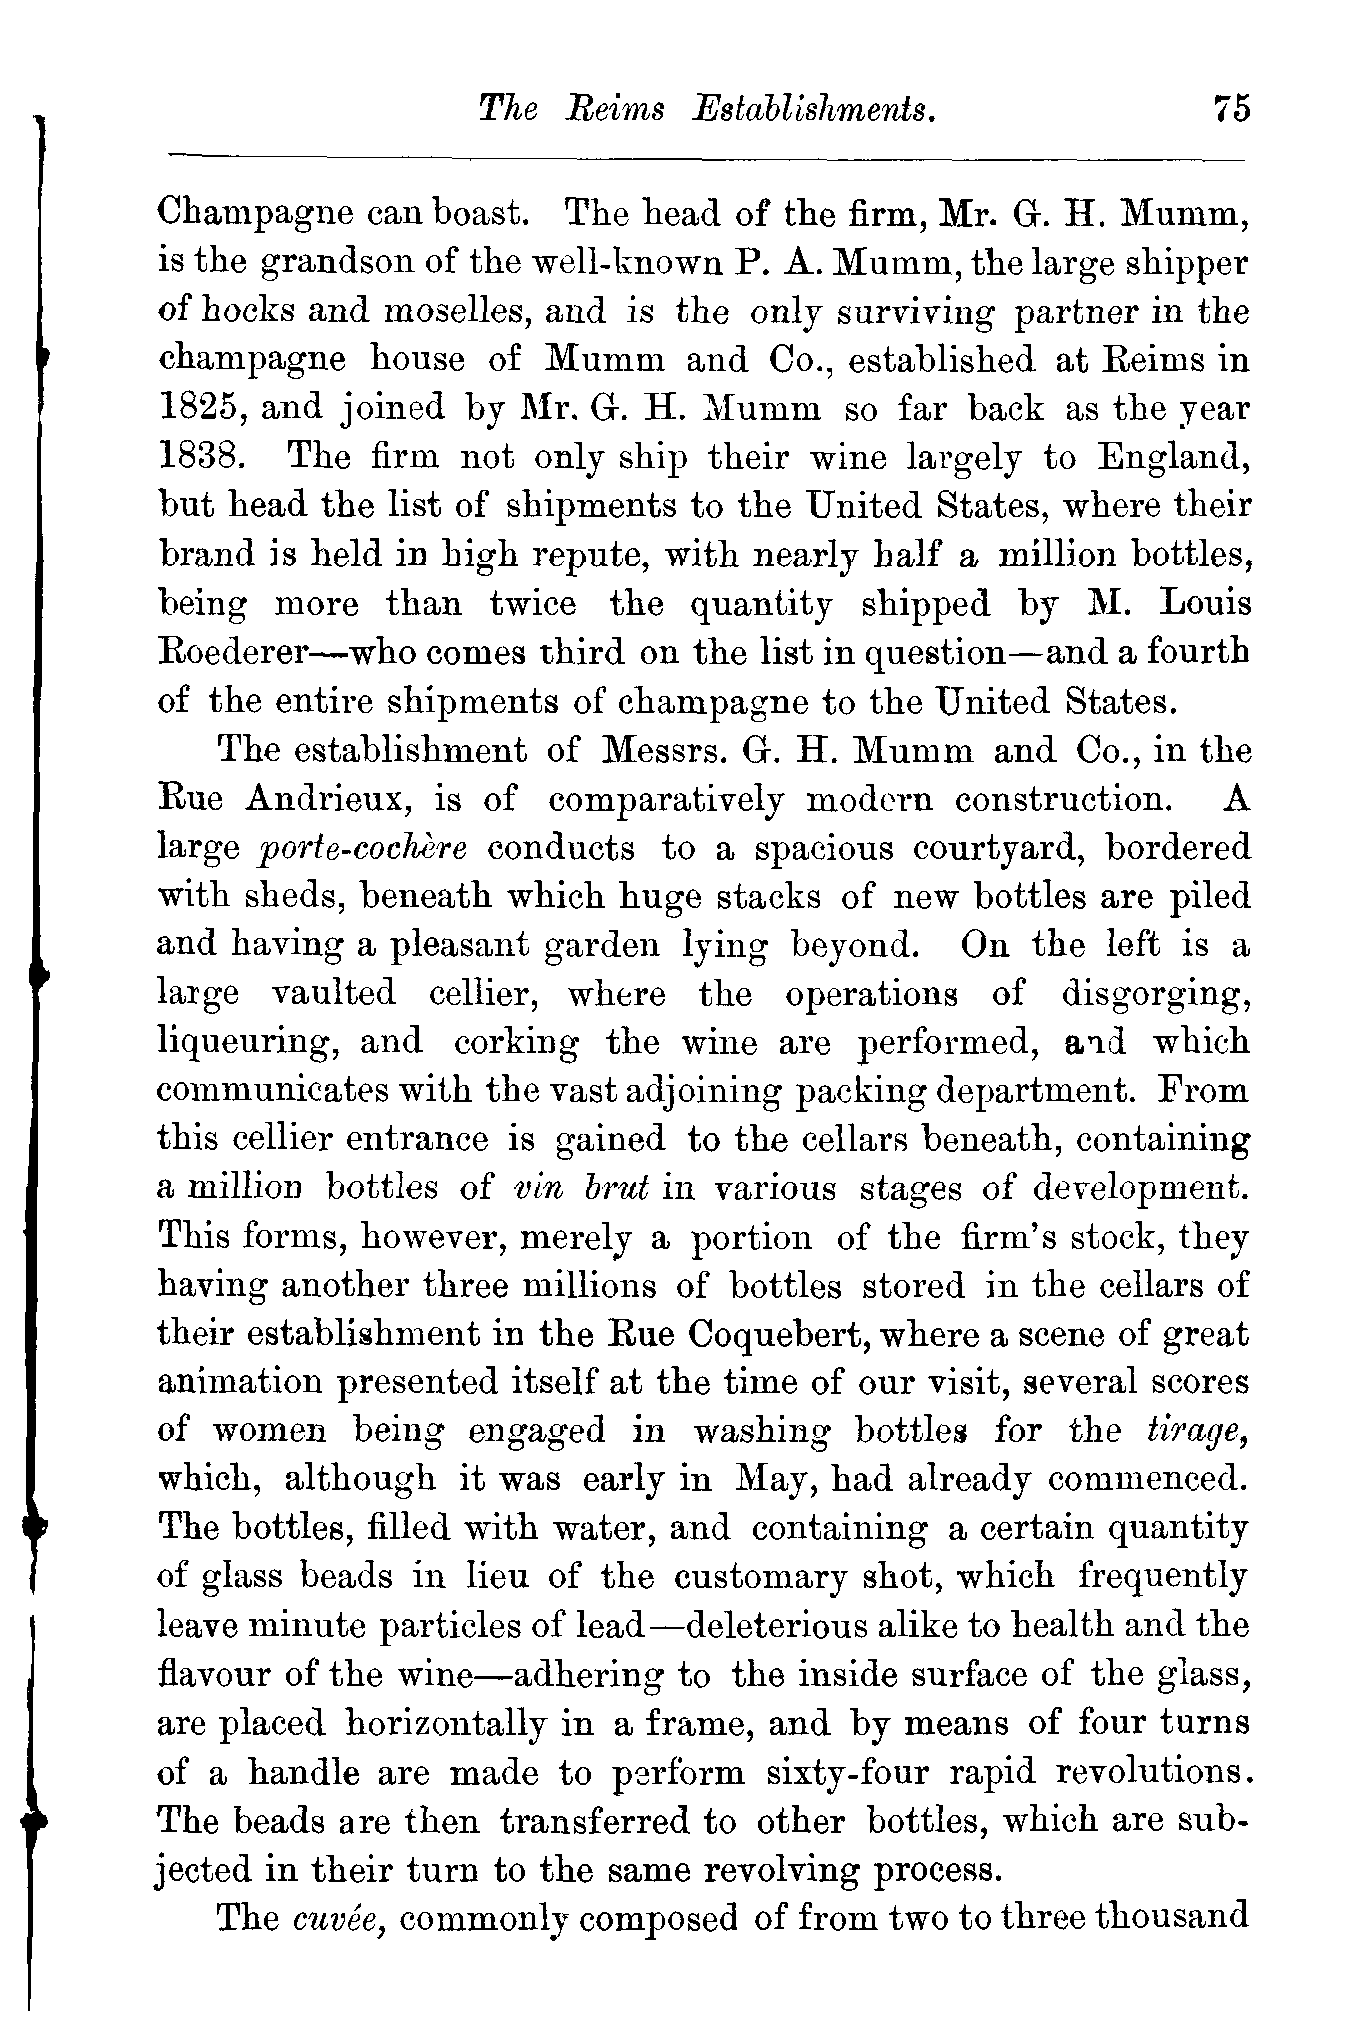 The Reims Establishments. 75
Champagne can boast. The head of the firm, Mr. G. H. Mumm,
is the grandson of the well-known P. A. Mumm, the large shipper
of hocks and moselles, and is the only surviving partner in the
champagne house of Mumm and Co., established at Reims in
1825, and joined by Mr. G. H. Mumm so far back as the year
1838. The firm not only ship their wine largely to England,
but head the list of shipments to the United States, where their
brand is held in high repute, with nearly half a million bottles,
being more than twice the quantity shipped by M. Louis
Roederer—who comes third on the list in question—and a fourth
of the entire shipments of champagne to the United States.
The establishment of Messrs. G. H. Mumm and Co., in the
Rue Andrieux, is of comparatively modern construction. A
large porte-cochère conducts to a spacious courtyard, bordered
with sheds, beneath which huge stacks of new bottles are piled
and having a pleasant garden lying beyond. On the left is a
large vaulted cellier, where the operations of disgorging,
liqueuring, and corking the wine are performed, and which
communicates with the vast adjoining packing department. From
this cellier entrance is gained to the cellars beneath, containing
a million bottles of vin brut in various stages of development.
This forms, however, merely a portion of the firm's stock, they
having another three millions of bottles stored in the cellars of
their establishment in the Rue Coquebert, where a scene of great
animation presented itself at the time of our visit, several scores
of women being engaged in washing bottles for the tirage,
which, although it was early in May, had already commenced.
The bottles, filled with water, and containing a certain quantity
of glass beads in lieu of the customary shot, which frequently
leave minute particles of lead—deleterious alike to health and the
flavour of the wine—adhering to the inside surface of the glass,
are placed horizontally in a frame, and by means of four turns
of a handle are made to perform sixty-four rapid revolutions.
The beads are then transferred to other bottles, which are sub-
jected in their turn to the same revolving process.
The cuvée, commonly composed of from two to three thousand